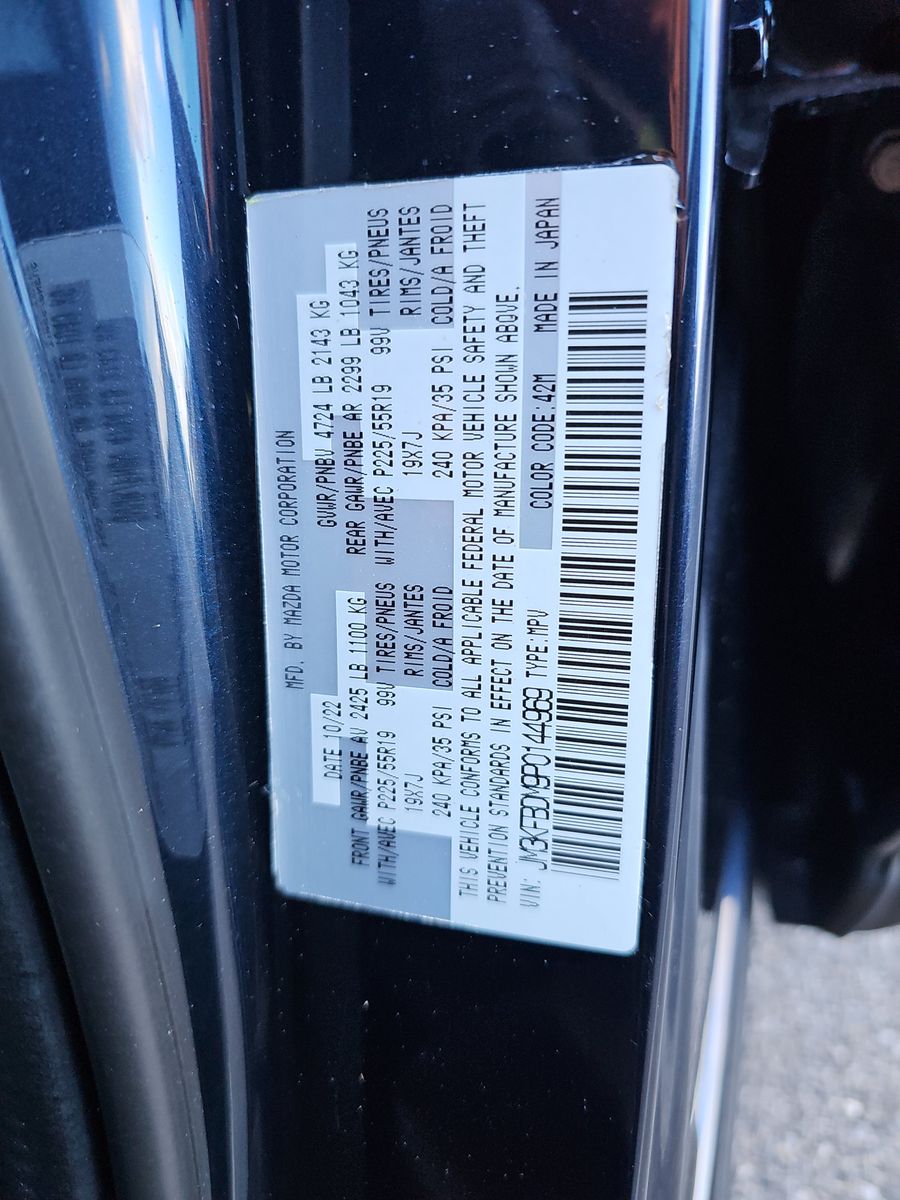 MFD. BY MAZDA MOTOR CORPORATION
DATE 10/22 GVWR/PNBV 4724 LB 2143 KG
FRONT GAWR/PNBE AV 2425 LB 1100 KG REAR GAWR/PNBE AR 2299 LB 1043 KG
WITH/AVEC P225/55R19 99V TIRES/PNEUS WITH/AVEC P225/55R19 99V TIRES/PNEUS
19X7J RIMS/JANTES 19X7J RIMS/JANTES
240 KPA/35 PSI COLD/A FROID 240 KPA/35 PSI COLD/A FROID
THIS VEHICLE CONFORMS TO ALL APPLICABLE FEDERAL MOTOR VEHICLE SAFETY AND THEFT
PREVENTION STANDARDS IN EFFECT ON THE DATE OF MANUFACTURE SHOWN ABOVE.
VIN: JM3KFBDM9P0144969 TYPE:MPV COLOR CODE:42M MADE IN JAPAN